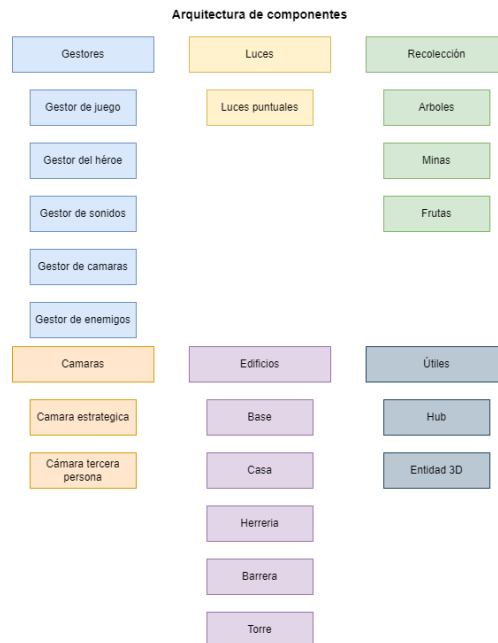 Arquitectura de componentes
Gestores
Gestor de juego
Gestor del héroe
Gestor de sonidos
Gestor de camaras
Gestor de enemigos
Luces
Luces puntuales
Recolección
Arboles
Minas
Frutas
Camaras
Camara estrategica
Cámara tercera
persona
Edificios
Base
Casa
Herreria
Barrera
Torre
Útiles
Hub
Entidad 3D